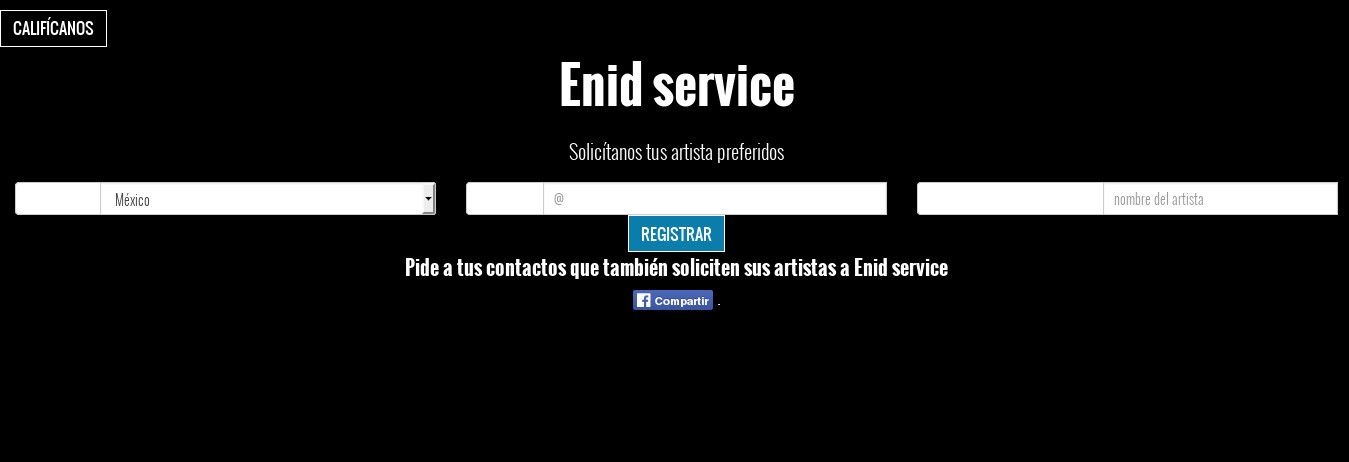 CALIFÍCANOS
Enid service
Solicítanos tus artista preferidos
México
@
nombre del artista
REGISTRAR
Pide a tus contactos que también soliciten sus artistas a Enid service
Compartir .